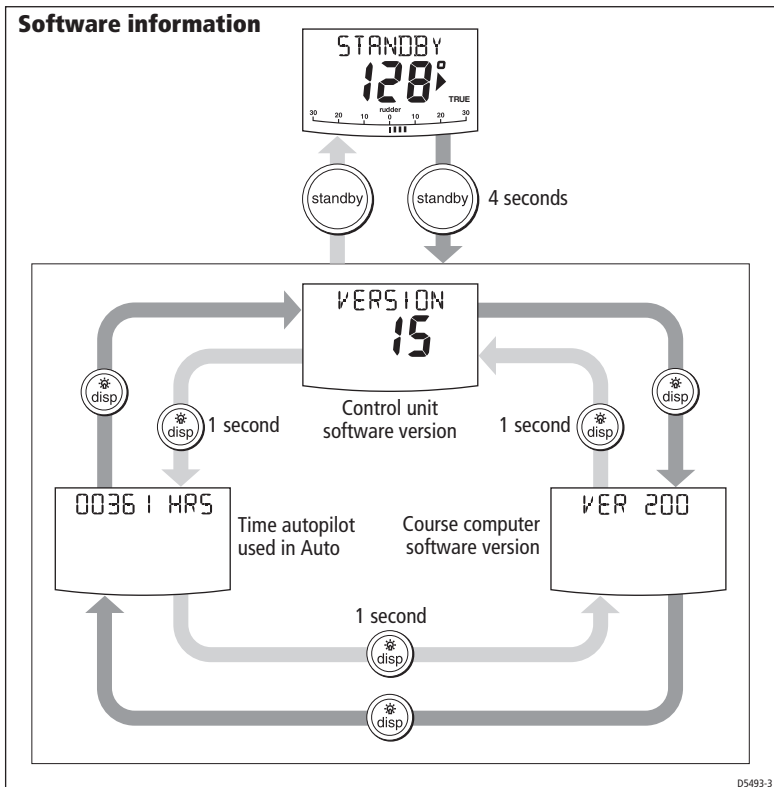 Software information
STANDBY
128°
TRUE
rudder
30 20 10 0 10 20 30
standby
standby
4 seconds
VERSION
15
Control unit
software version
disp
disp
disp
1 second
1 second
disp
00361 HRS
Time autopilot
used in Auto
VER 200
Course computer
software version
1 second
disp
disp
D5493-3